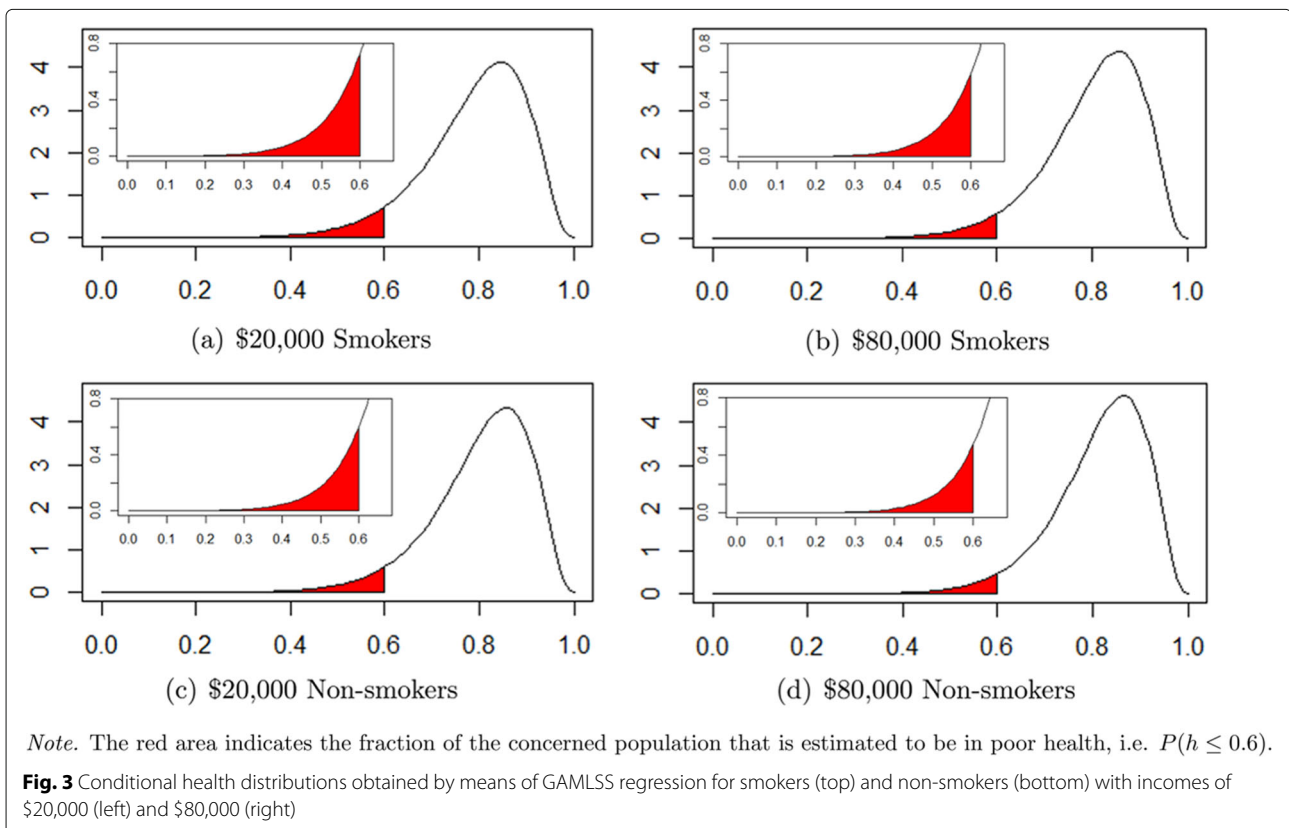 0.8
0.4
0.0
0.0 0.1 0.2 0.3 0.4 0.5 0.6
4
3
2
1
0
0.0 0.2 0.4 0.6 0.8 1.0
(a) $20,000 Smokers
0.8
0.4
0.0
0.0 0.1 0.2 0.3 0.4 0.5 0.6
4
3
2
1
0
0.0 0.2 0.4 0.6 0.8 1.0
(b) $80,000 Smokers
0.8
0.4
0.0
0.0 0.1 0.2 0.3 0.4 0.5 0.6
4
3
2
1
0
0.0 0.2 0.4 0.6 0.8 1.0
(c) $20,000 Non-smokers
0.8
0.4
0.0
0.0 0.1 0.2 0.3 0.4 0.5 0.6
4
3
2
1
0
0.0 0.2 0.4 0.6 0.8 1.0
(d) $80,000 Non-smokers
Note. The red area indicates the fraction of the concerned population that is estimated to be in poor health, i.e. P(h ≤ 0.6).
Fig. 3 Conditional health distributions obtained by means of GAMLSS regression for smokers (top) and non-smokers (bottom) with incomes of
$20,000 (left) and $80,000 (right)